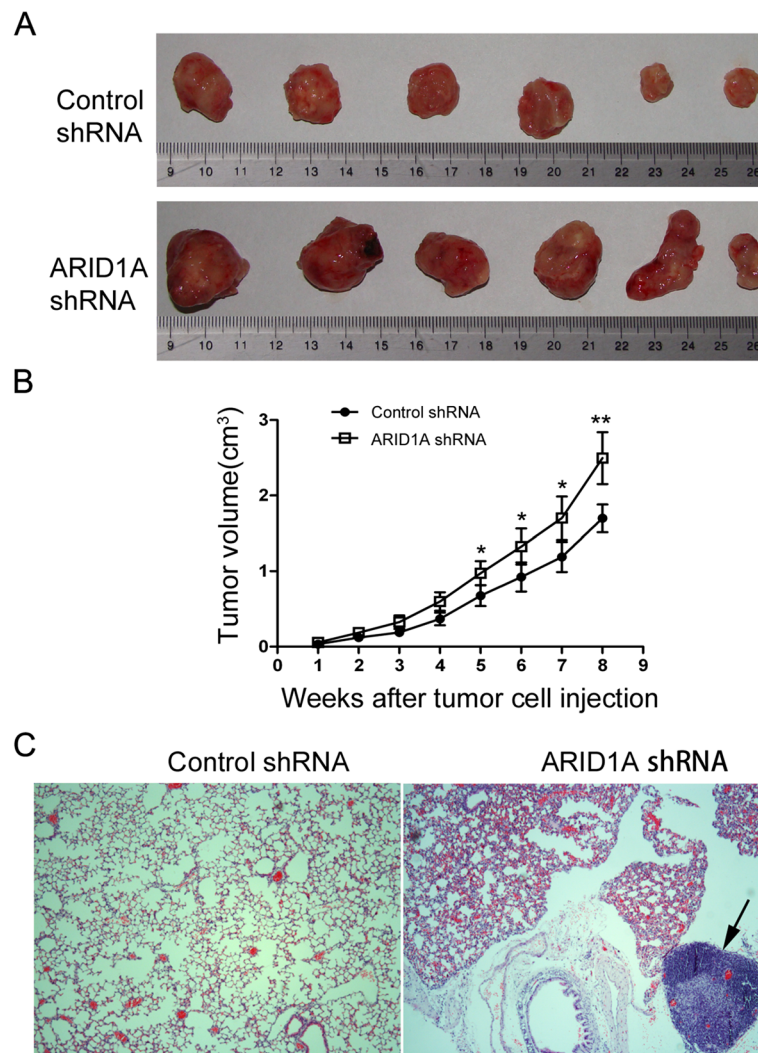 A
Control
shRNA
9 10 11 12 13 14 15 16 17 18 19 20 21 22 23 24 25 26
ARID1A
shRNA
9 10 11 12 13 14 15 16 17 18 19 20 21 22 23 24 25 26
B
Control shRNA
ARID1A shRNA
Tumor volume(cm³)
3
2
1
0
* * * **
0 1 2 3 4 5 6 7 8 9
Weeks after tumor cell injection
C
Control shRNA ARID1A shRNA